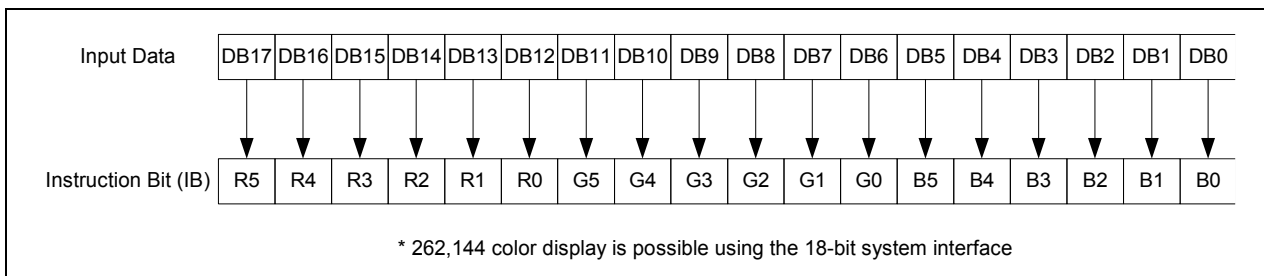 Input Data DB17 DB16 DB15 DB14 DB13 DB12 DB11 DB10 DB9 DB8 DB7 DB6 DB5 DB4 DB3 DB2 DB1 DB0
Instruction Bit (IB) R5 R4 R3 R2 R1 R0 G5 G4 G3 G2 G1 G0 B5 B4 B3 B2 B1 B0
* 262,144 color display is possible using the 18-bit system interface